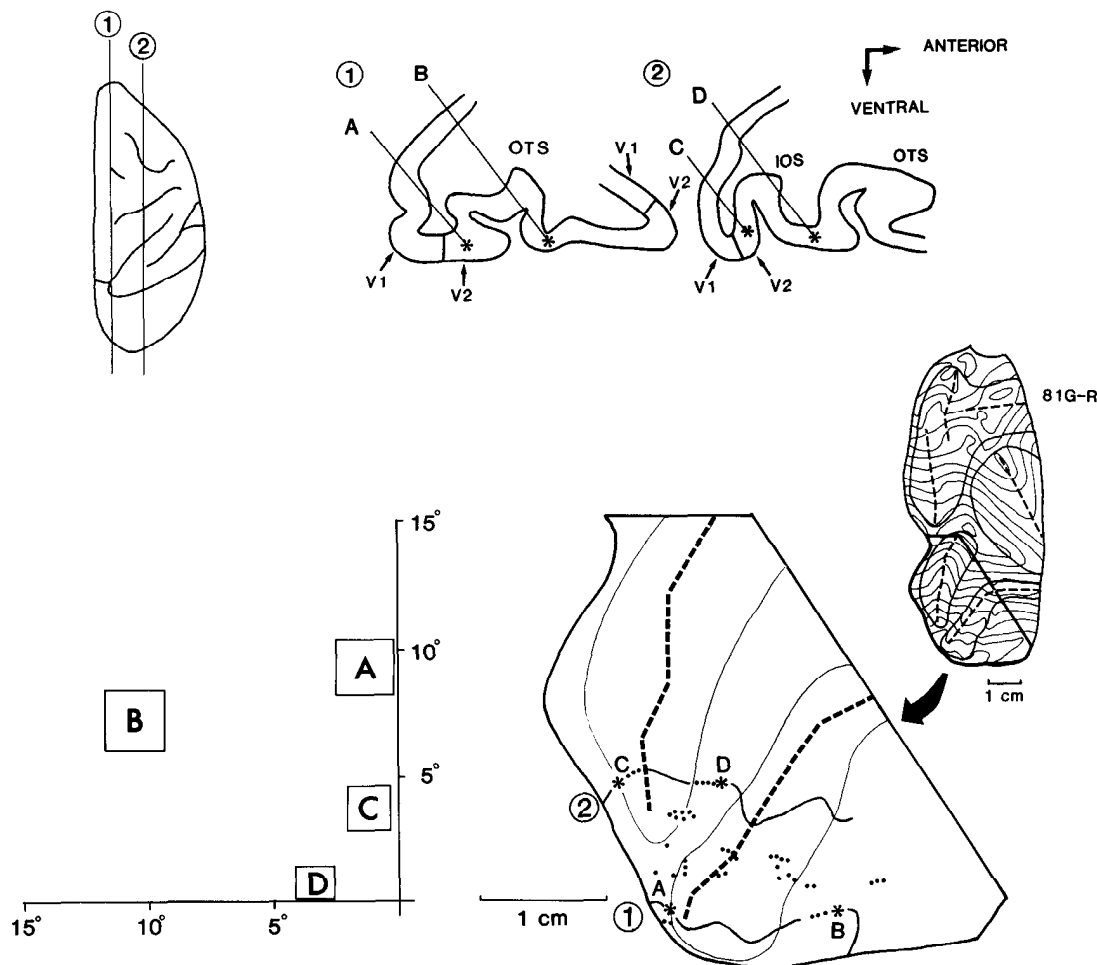 1
2
1
B
A
OTS
V1
V2
V1
V2
2
D
C
IOS
OTS
V1
V2
ANTERIOR
VENTRAL
81G-R
1 cm
15°
10°
5°
A
B
C
D
15°
10°
5°
C
D
2
A
1
B
1 cm